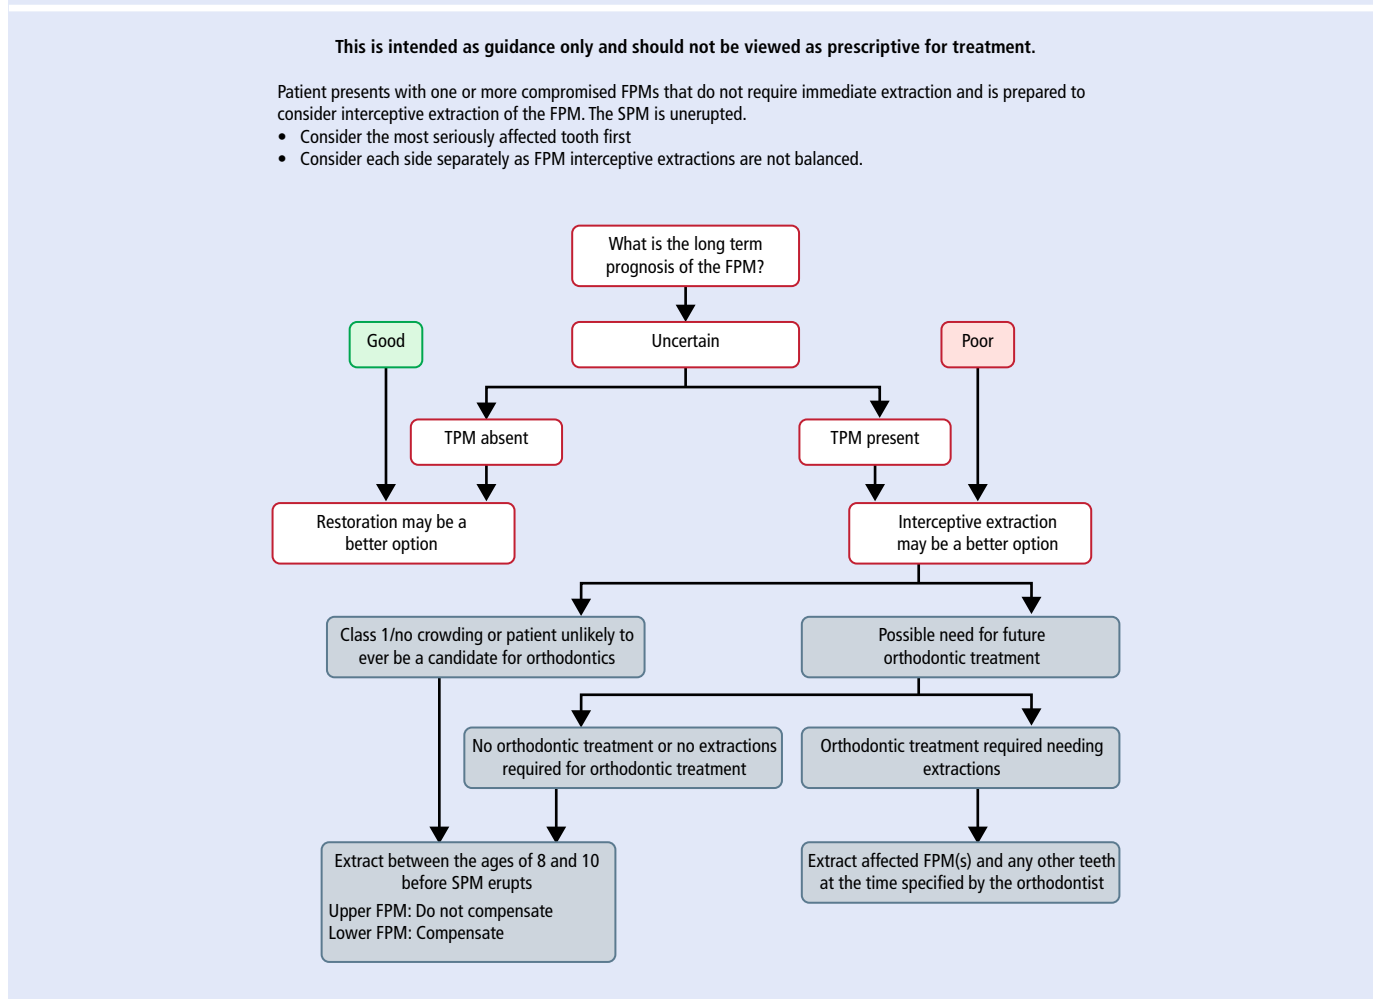 This is intended as guidance only and should not be viewed as prescriptive for treatment.
Patient presents with one or more compromised FPMs that do not require immediate extraction and is prepared to
consider interceptive extraction of the FPM. The SPM is unerupted.
• Consider the most seriously affected tooth first
• Consider each side separately as FPM interceptive extractions are not balanced.
What is the long term
prognosis of the FPM?
Good
Uncertain
Poor
TPM absent
TPM present
Restoration may be a
better option
Interceptive extraction
may be a better option
Class 1/no crowding or patient unlikely to
ever be a candidate for orthodontics
Possible need for future
orthodontic treatment
No orthodontic treatment or no extractions
required for orthodontic treatment
Orthodontic treatment required needing
extractions
Extract between the ages of 8 and 10
before SPM erupts
Upper FPM: Do not compensate
Lower FPM: Compensate
Extract affected FPM(s) and any other teeth
at the time specified by the orthodontist